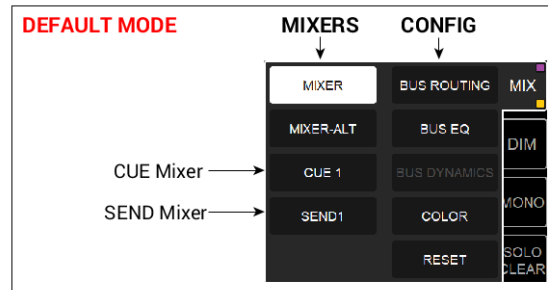 DEFAULT MODE
MIXERS
CONFIG
MIXER
BUS ROUTING
MIX
MIXER-ALT
BUS EQ
DIM
CUE Mixer
CUE 1
BUS DYNAMICS
SEND Mixer
SEND1
COLOR
MONO
RESET
SOLO
CLEAR